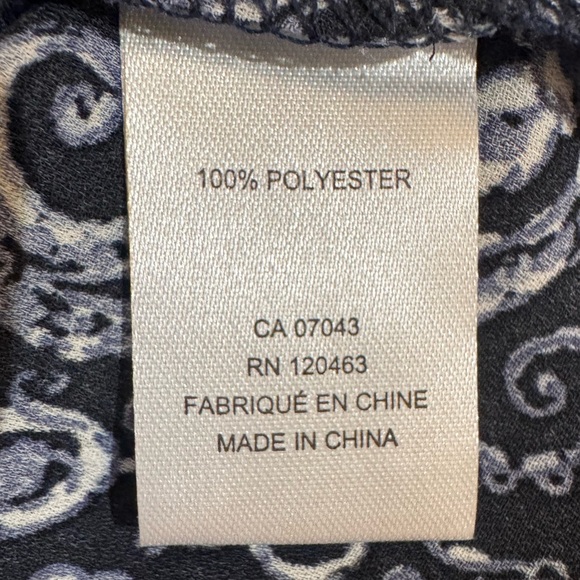 100% POLYESTER
CA 07043
RN 120463
FABRIQUÉ EN CHINE
MADE IN CHINA